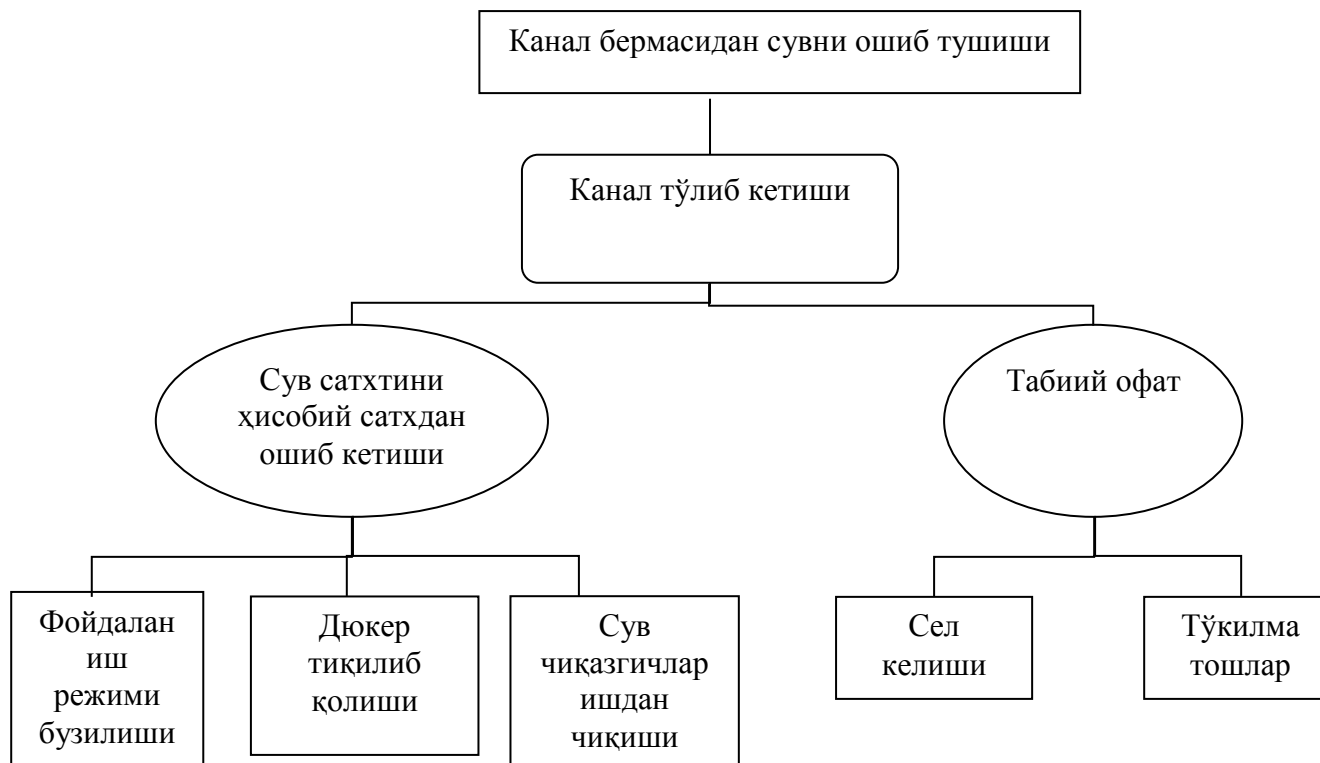 Канал бермасидан сувни ошиб тушиши
Канал тўлиб кетиши
Сув сатхтини
ҳисобий сатхдан
ошиб кетиши
Табиий офат
Фойдалан
иш
режими
бузилиши
Дюкер
тиқилиб
қолиши
Сув
чиқазгичлар
ишдан
чиқиши
Сел
келиши
Тўкилма
тошлар